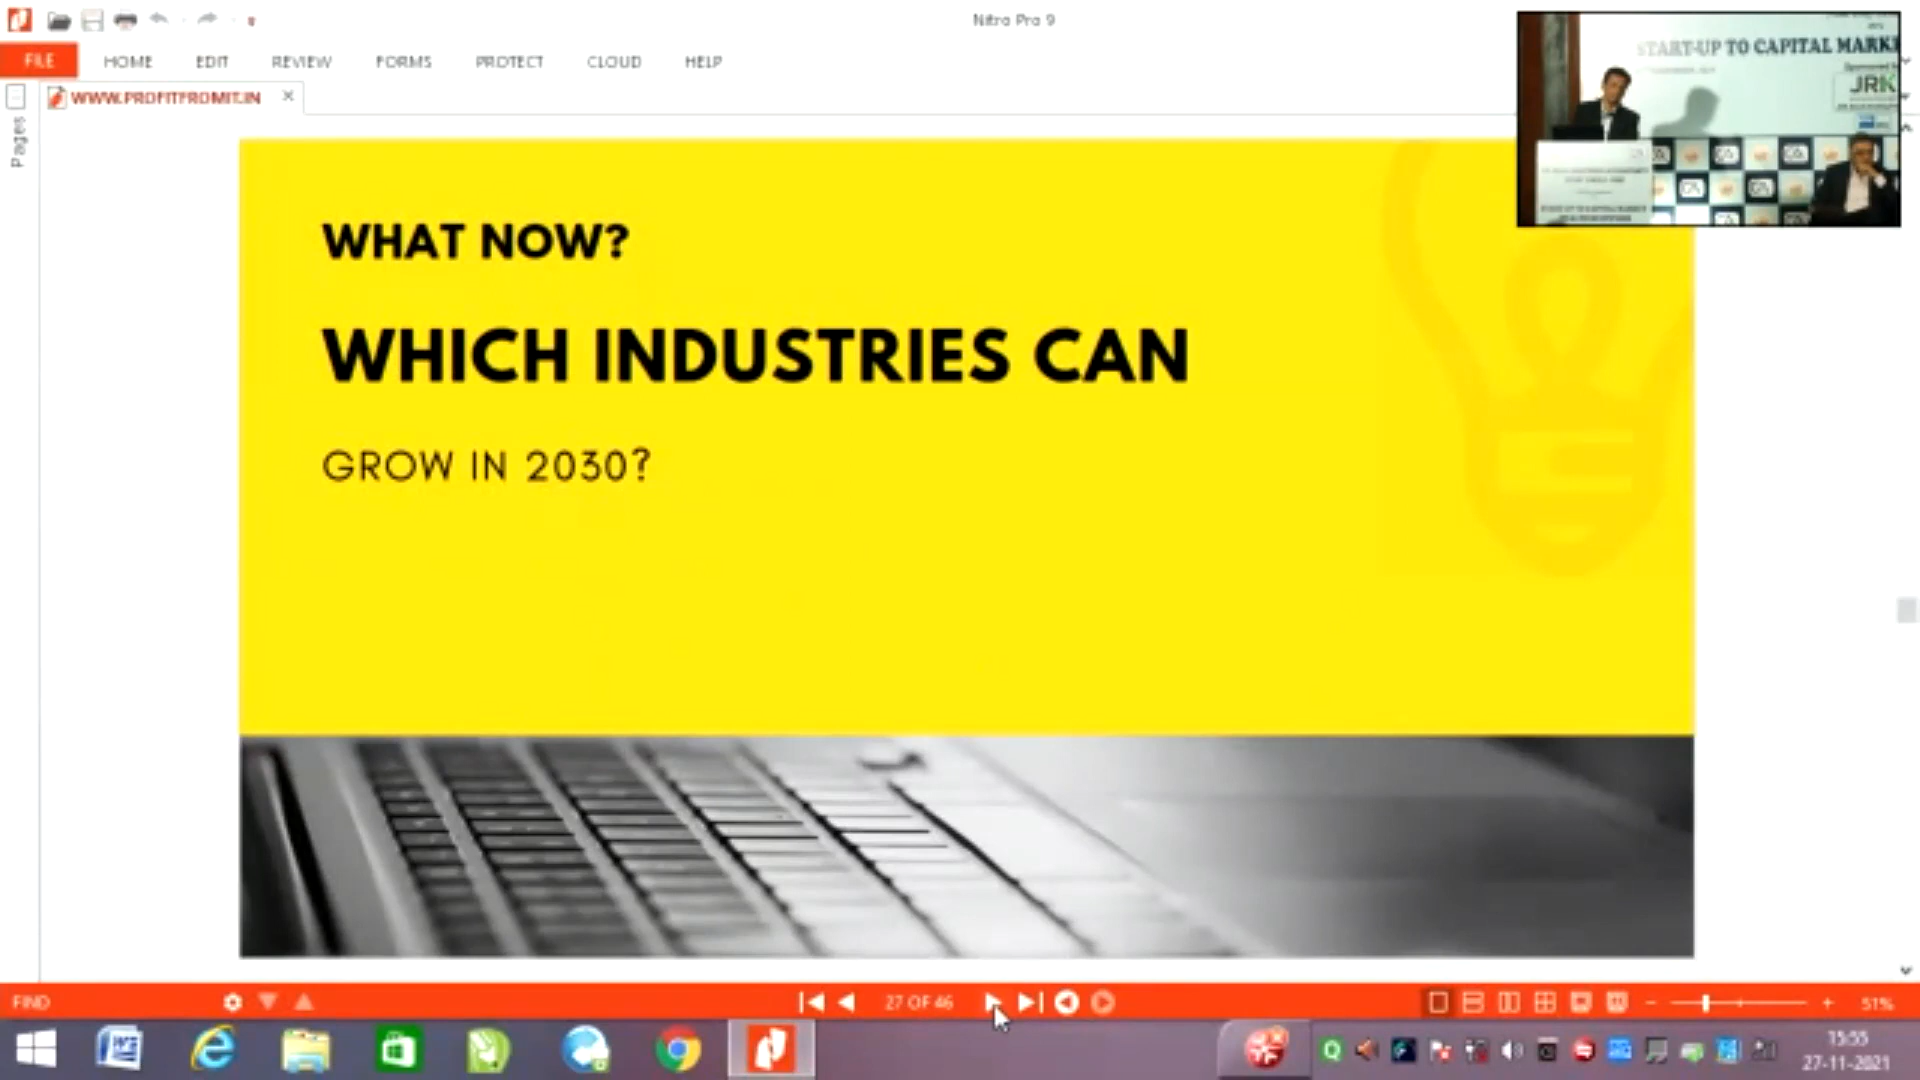 Nitro Pro 9
FILE HOME EDIT REVIEW FORMS PROTECT CLOUD HELP
WWW.PROFITFROMIT.IN
Pages
START-UP TO CAPITAL MARK
JRK
WHAT NOW?
WHICH INDUSTRIES CAN
GROW IN 2030?
FIND
27 OF 46
51%
15:55
27-11-2021